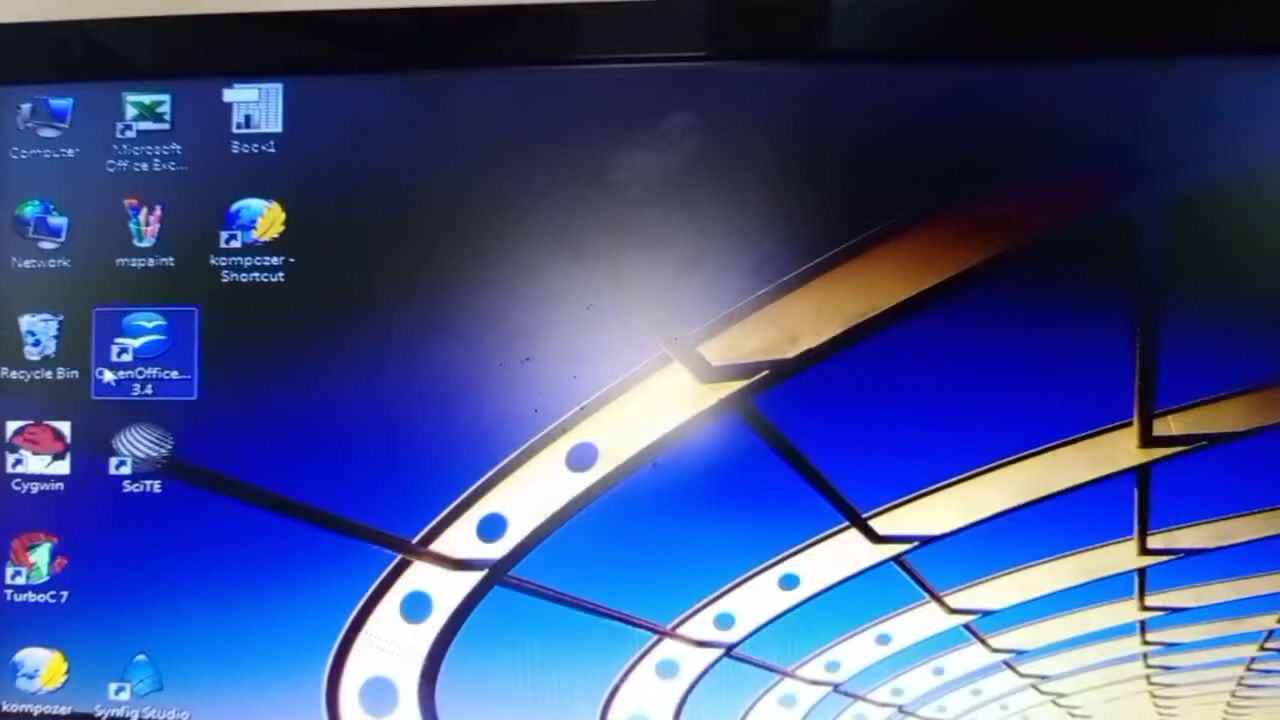 Computer
Microsoft
Office Exc...
Book1
Network
mspaint
kompozer -
Shortcut
Recycle Bin
OpenOffice...
3.4
Cygwin
SciTE
TurboC 7
kompozer
Synfig Studio